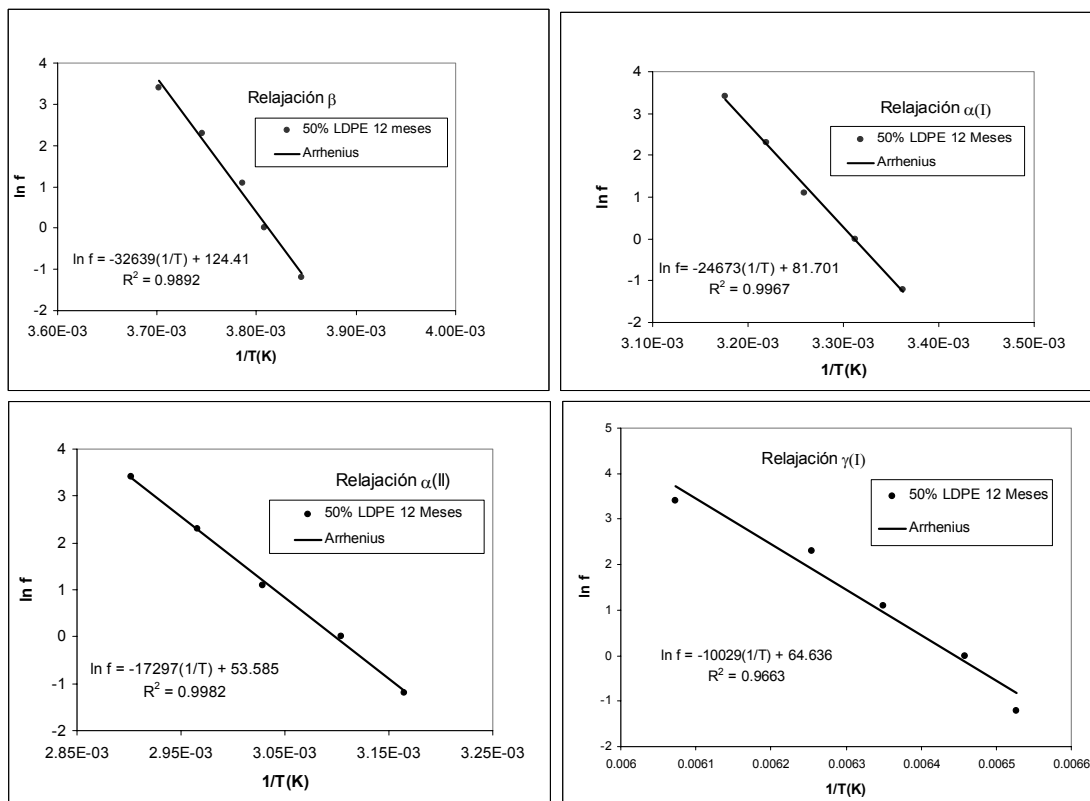 Relajación β
50% LDPE 12 meses
Arrhenius
ln f = -32639(1/T) + 124.41
R² = 0.9892
4
3
2
1
0
-1
-2
ln f
3.60E-03 3.70E-03 3.80E-03 3.90E-03 4.00E-03
1/T(K)
Relajación α(I)
50% LDPE 12 Meses
Arrhenius
ln f= -24673(1/T) + 81.701
R² = 0.9967
4
3
2
1
0
-1
-2
ln f
3.10E-03 3.20E-03 3.30E-03 3.40E-03 3.50E-03
1/T(K)
Relajación α(II)
50% LDPE 12 Meses
Arrhenius
ln f = -17297(1/T) + 53.585
R² = 0.9982
4
3
2
1
0
-1
-2
ln f
2.85E-03 2.95E-03 3.05E-03 3.15E-03 3.25E-03
1/T(K)
Relajación γ(I)
50% LDPE 12 Meses
Arrhenius
ln f = -10029(1/T) + 64.636
R² = 0.9663
5
4
3
2
1
0
-1
-2
ln f
0.006 0.0061 0.0062 0.0063 0.0064 0.0065 0.0066
1/T(K)